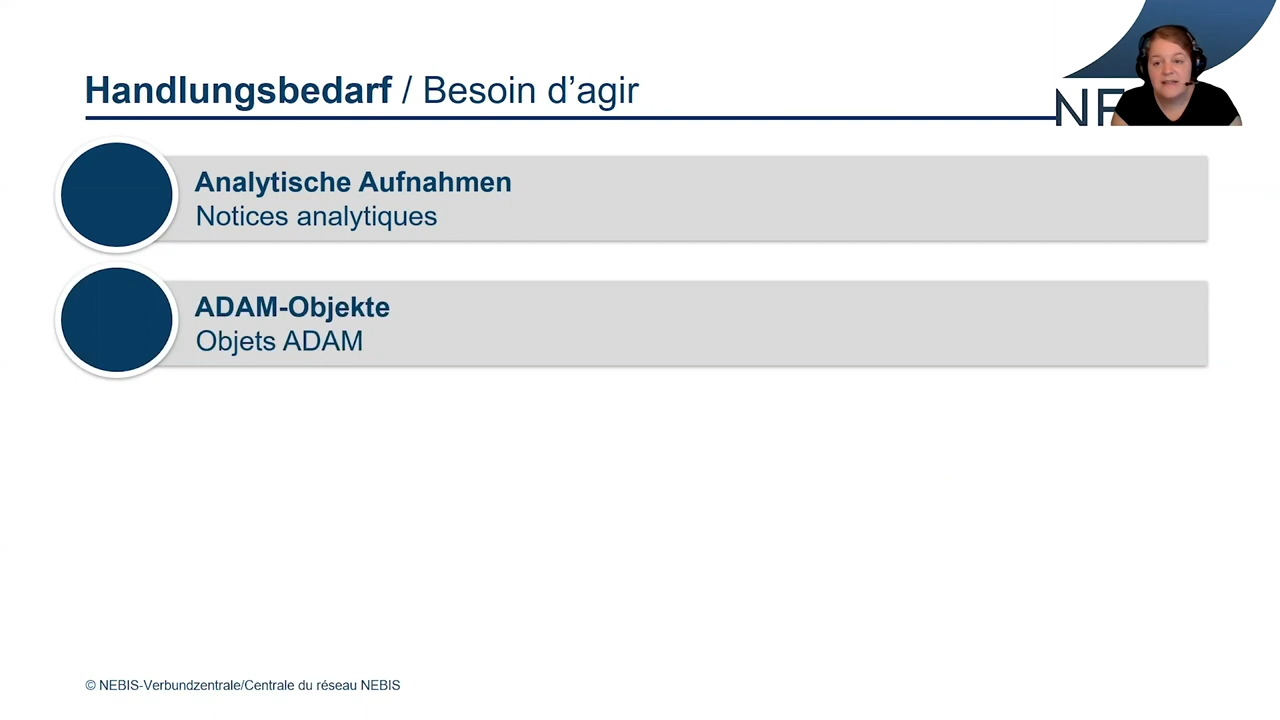 Handlungsbedarf / Besoin d’agir
Analytische Aufnahmen
Notices analytiques
ADAM-Objekte
Objets ADAM
© NEBIS-Verbundzentrale/Centrale du réseau NEBIS